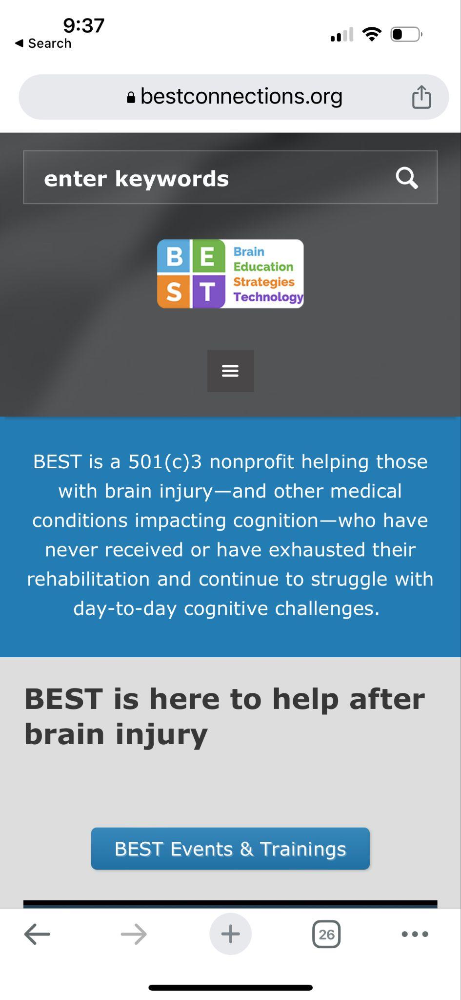 9:37
Search
bestconnections.org
enter keywords
B E
S T
Brain
Education
Strategies
Technology
BEST is a 501(c)3 nonprofit helping those
with brain injury—and other medical
conditions impacting cognition—who have
never received or have exhausted their
rehabilitation and continue to struggle with
day-to-day cognitive challenges.
BEST is here to help after
brain injury
BEST Events & Trainings
26